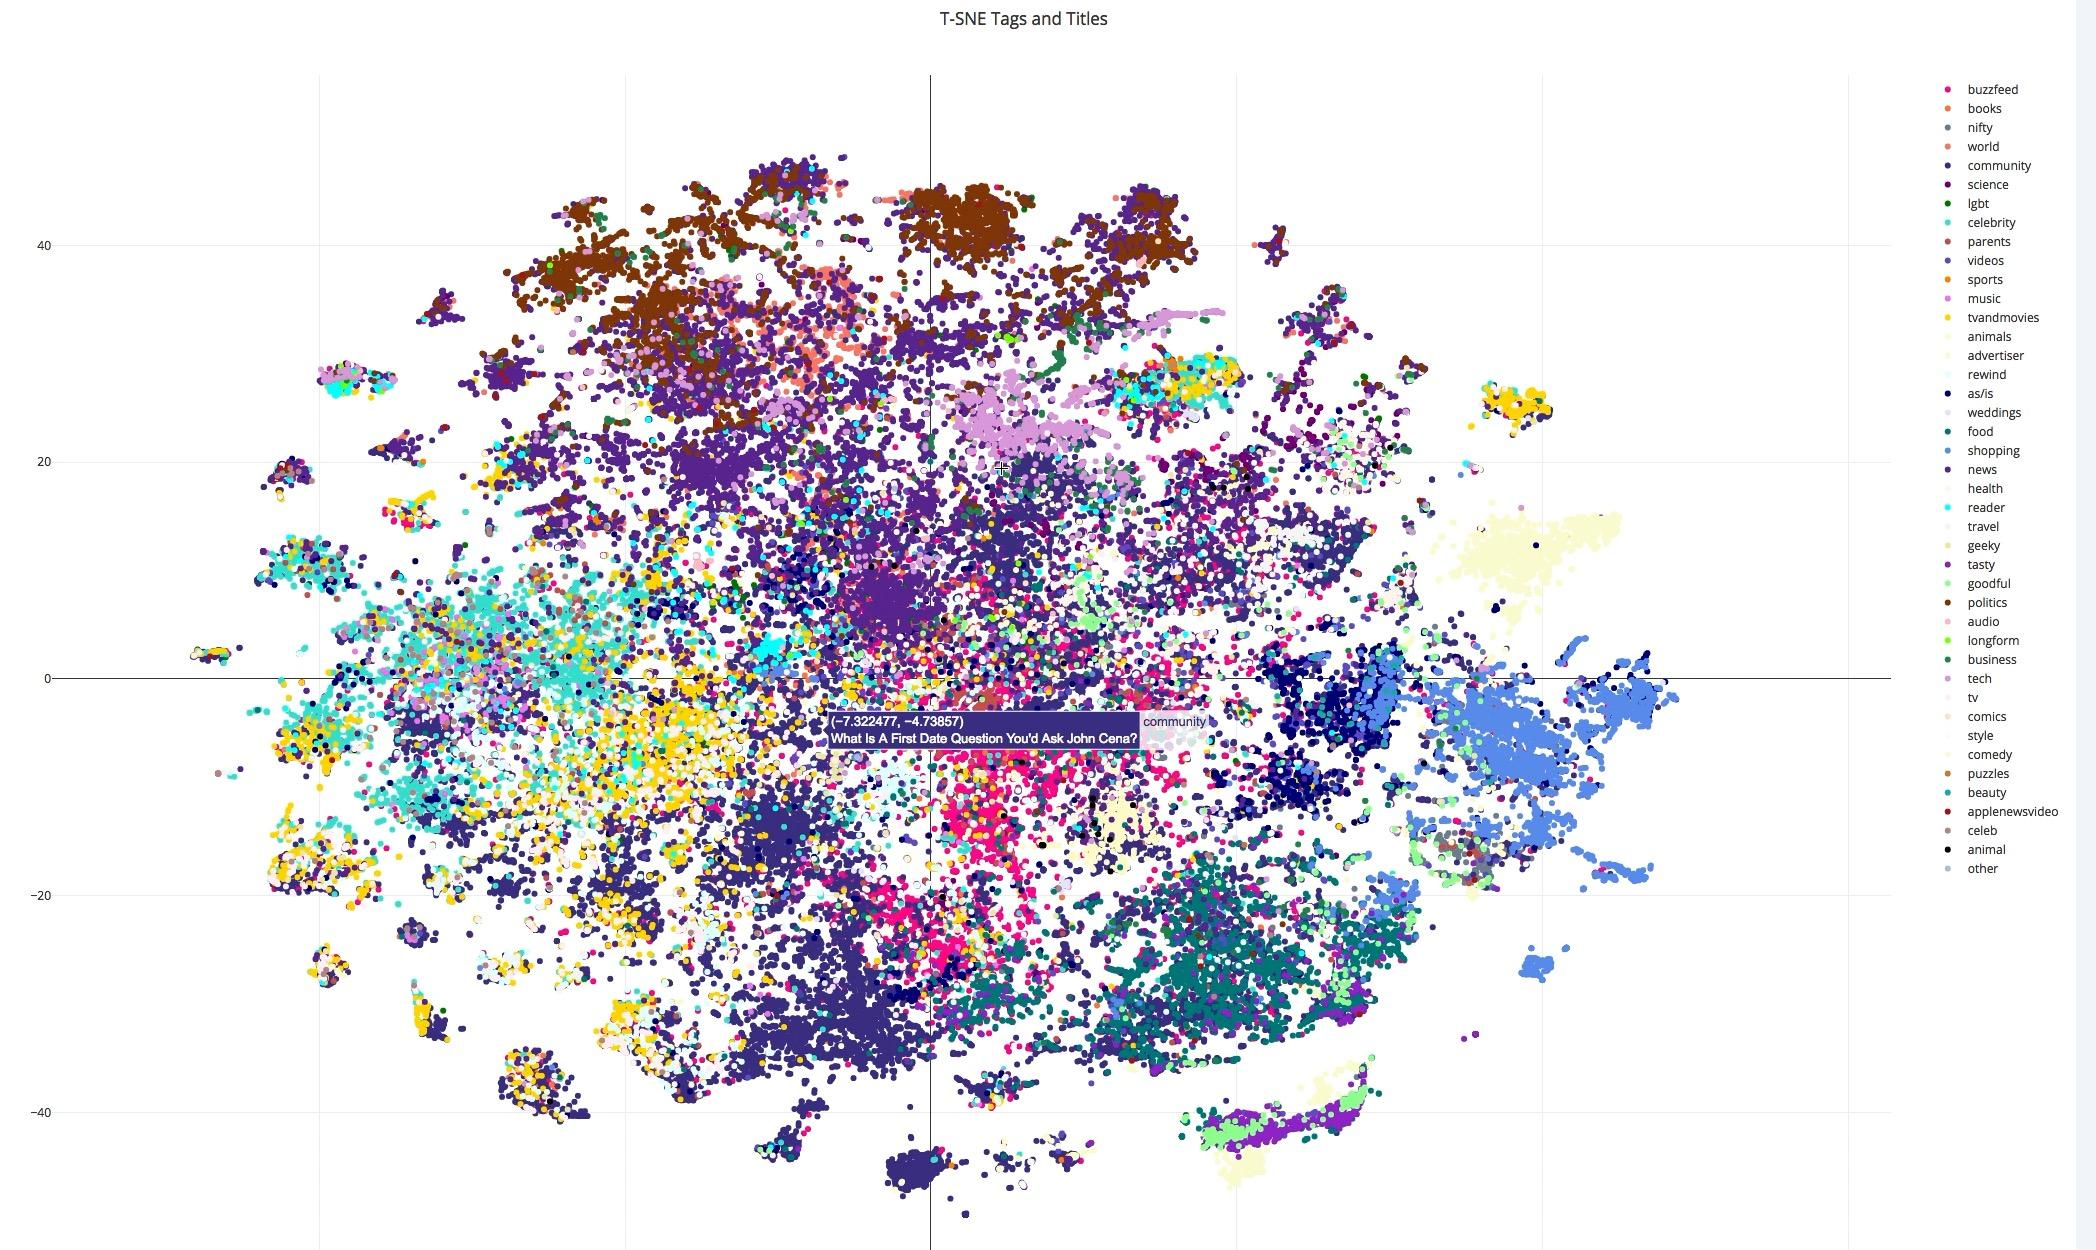 T-SNE Tags and Titles
buzzfeed
books
nifty
world
community
science
lgbt
celebrity
parents
videos
sports
music
tvandmovies
animals
advertiser
rewind
as/is
weddings
food
shopping
news
health
reader
travel
geeky
tasty
goodful
politics
audio
longform
business
tech
tv
comics
style
comedy
puzzles
beauty
applenewsvideo
celeb
animal
other
40
20
0
(−7.322477, −4.73857) community
What Is A First Date Question You'd Ask John Cena?
−20
−40